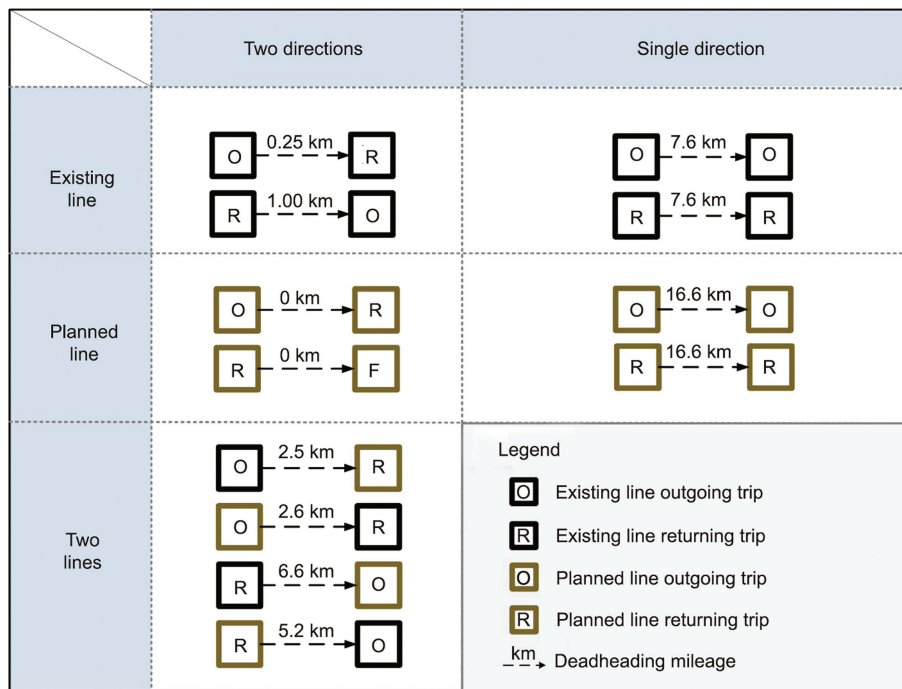 Two directions
Single direction
Existing
line
0.25 km
O
R
1.00 km
R
O
7.6 km
O
O
7.6 km
R
R
Planned
line
0 km
O
R
0 km
R
F
16.6 km
O
O
16.6 km
R
R
Two
lines
2.5 km
O
R
2.6 km
O
R
6.6 km
R
O
5.2 km
R
O
Legend
O Existing line outgoing trip
R Existing line returning trip
O Planned line outgoing trip
R Planned line returning trip
km Deadheading mileage